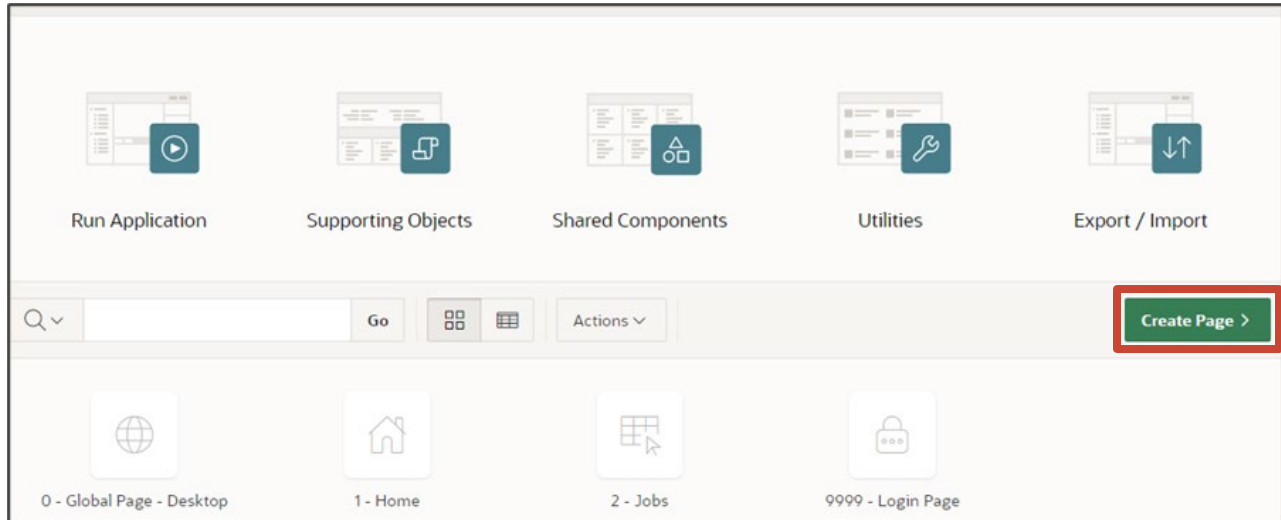 Run Application
Supporting Objects
Shared Components
Utilities
Export / Import
Go
Actions
Create Page >
0 - Global Page - Desktop
1 - Home
2 - Jobs
9999 - Login Page